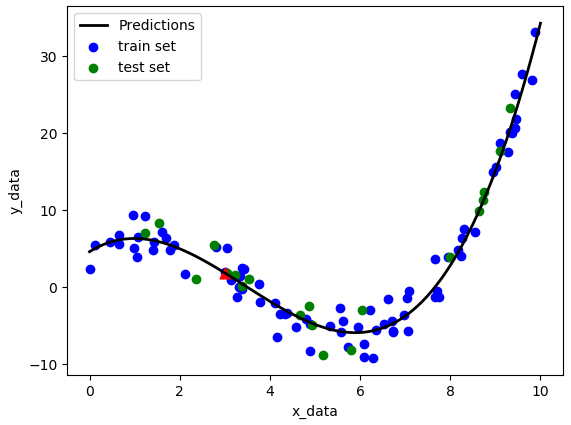 Predictions
train set
test set
30
20
10
0
−10
y_data
0
2
4
6
8
10
x_data